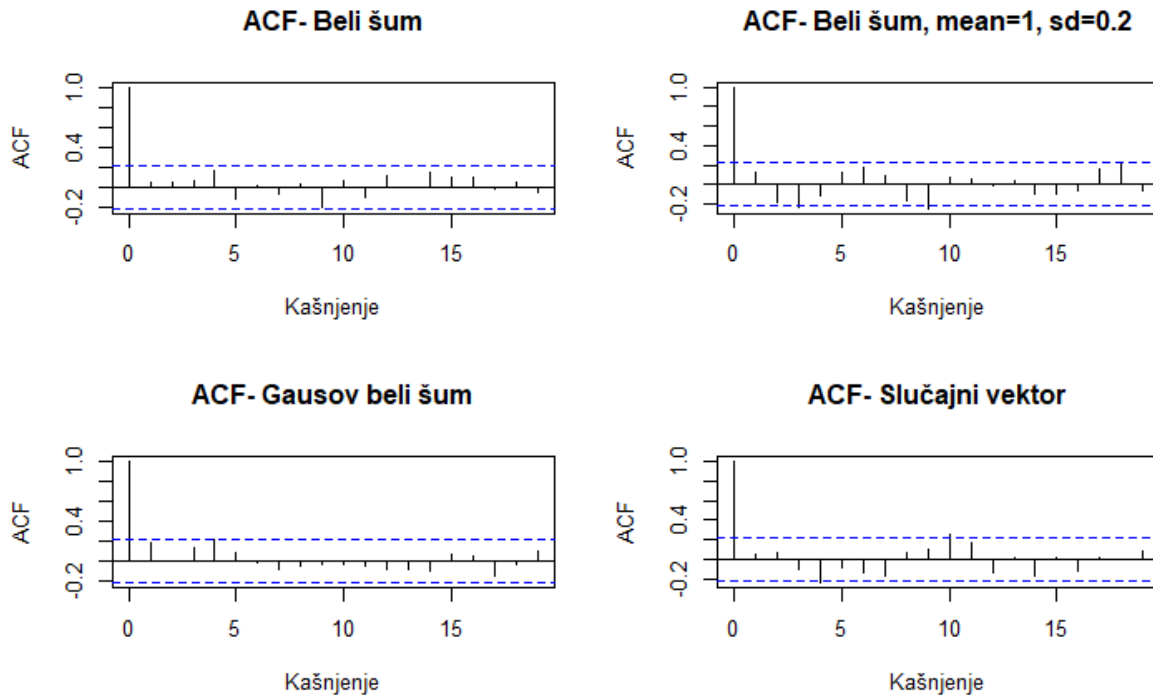 ACF- Beli šum
ACF
1.0
0.4
-0.2
0 5 10 15
Kašnjenje
ACF- Beli šum, mean=1, sd=0.2
ACF
1.0
0.4
-0.2
0 5 10 15
Kašnjenje
ACF- Gausov beli šum
ACF
1.0
0.4
-0.2
0 5 10 15
Kašnjenje
ACF- Slučajni vektor
ACF
1.0
0.4
-0.2
0 5 10 15
Kašnjenje